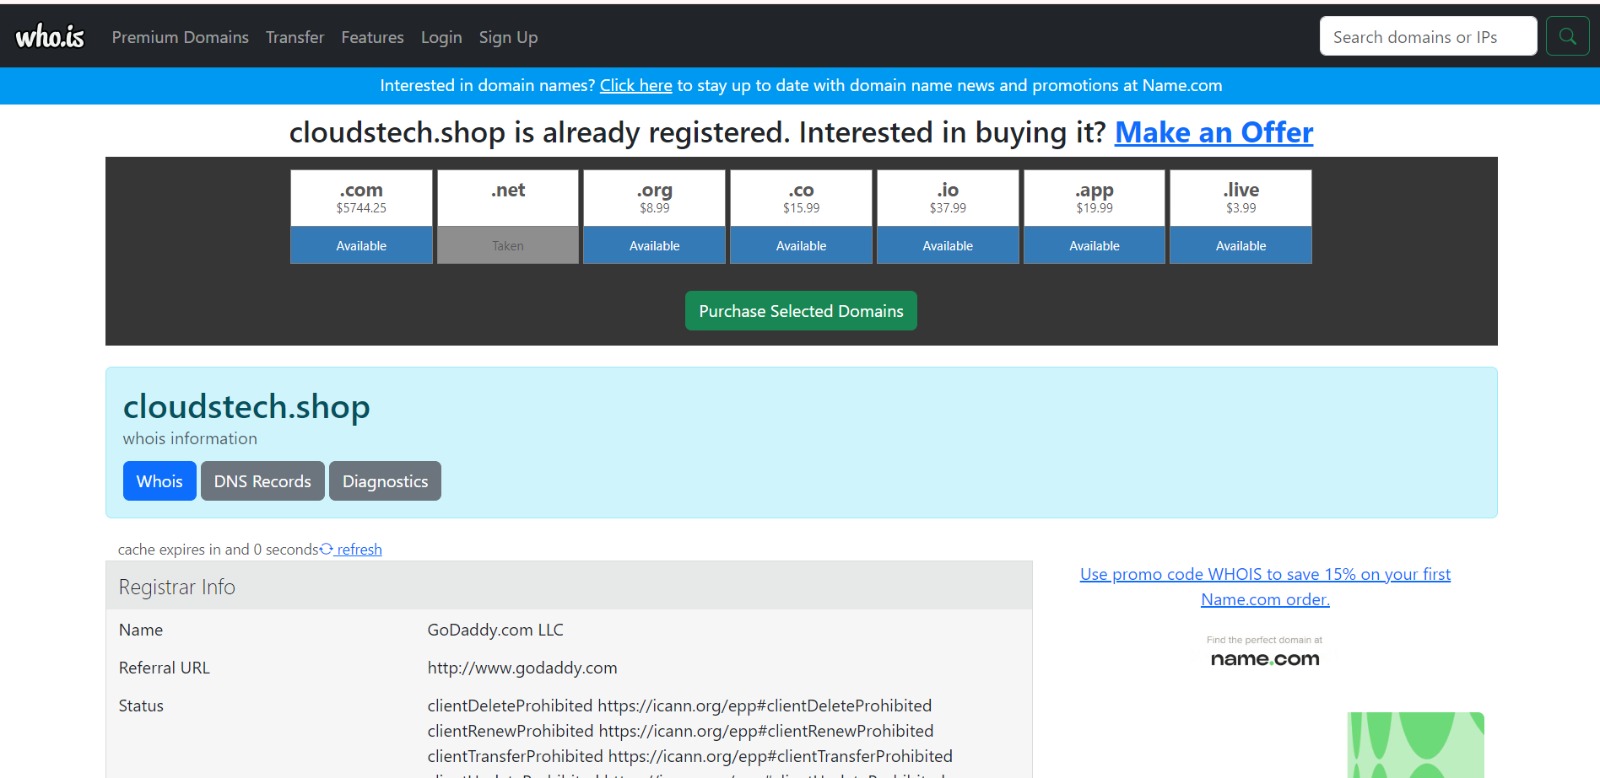 who.is Premium Domains Transfer Features Login Sign Up Search domains or IPs
Interested in domain names? Click here to stay up to date with domain name news and promotions at Name.com
cloudstech.shop is already registered. Interested in buying it? Make an Offer
.com .net .org .co .io .app .live
$5744.25 $8.99 $15.99 $37.99 $19.99 $3.99
Available Taken Available Available Available Available Available
Purchase Selected Domains
cloudstech.shop
whois information
Whois DNS Records Diagnostics
cache expires in and 0 seconds refresh
Registrar Info
Name GoDaddy.com LLC
Referral URL http://www.godaddy.com
Status clientDeleteProhibited https://icann.org/epp#clientDeleteProhibited
clientRenewProhibited https://icann.org/epp#clientRenewProhibited
clientTransferProhibited https://icann.org/epp#clientTransferProhibited
Use promo code WHOIS to save 15% on your first
Name.com order.
Find the perfect domain at
name.com